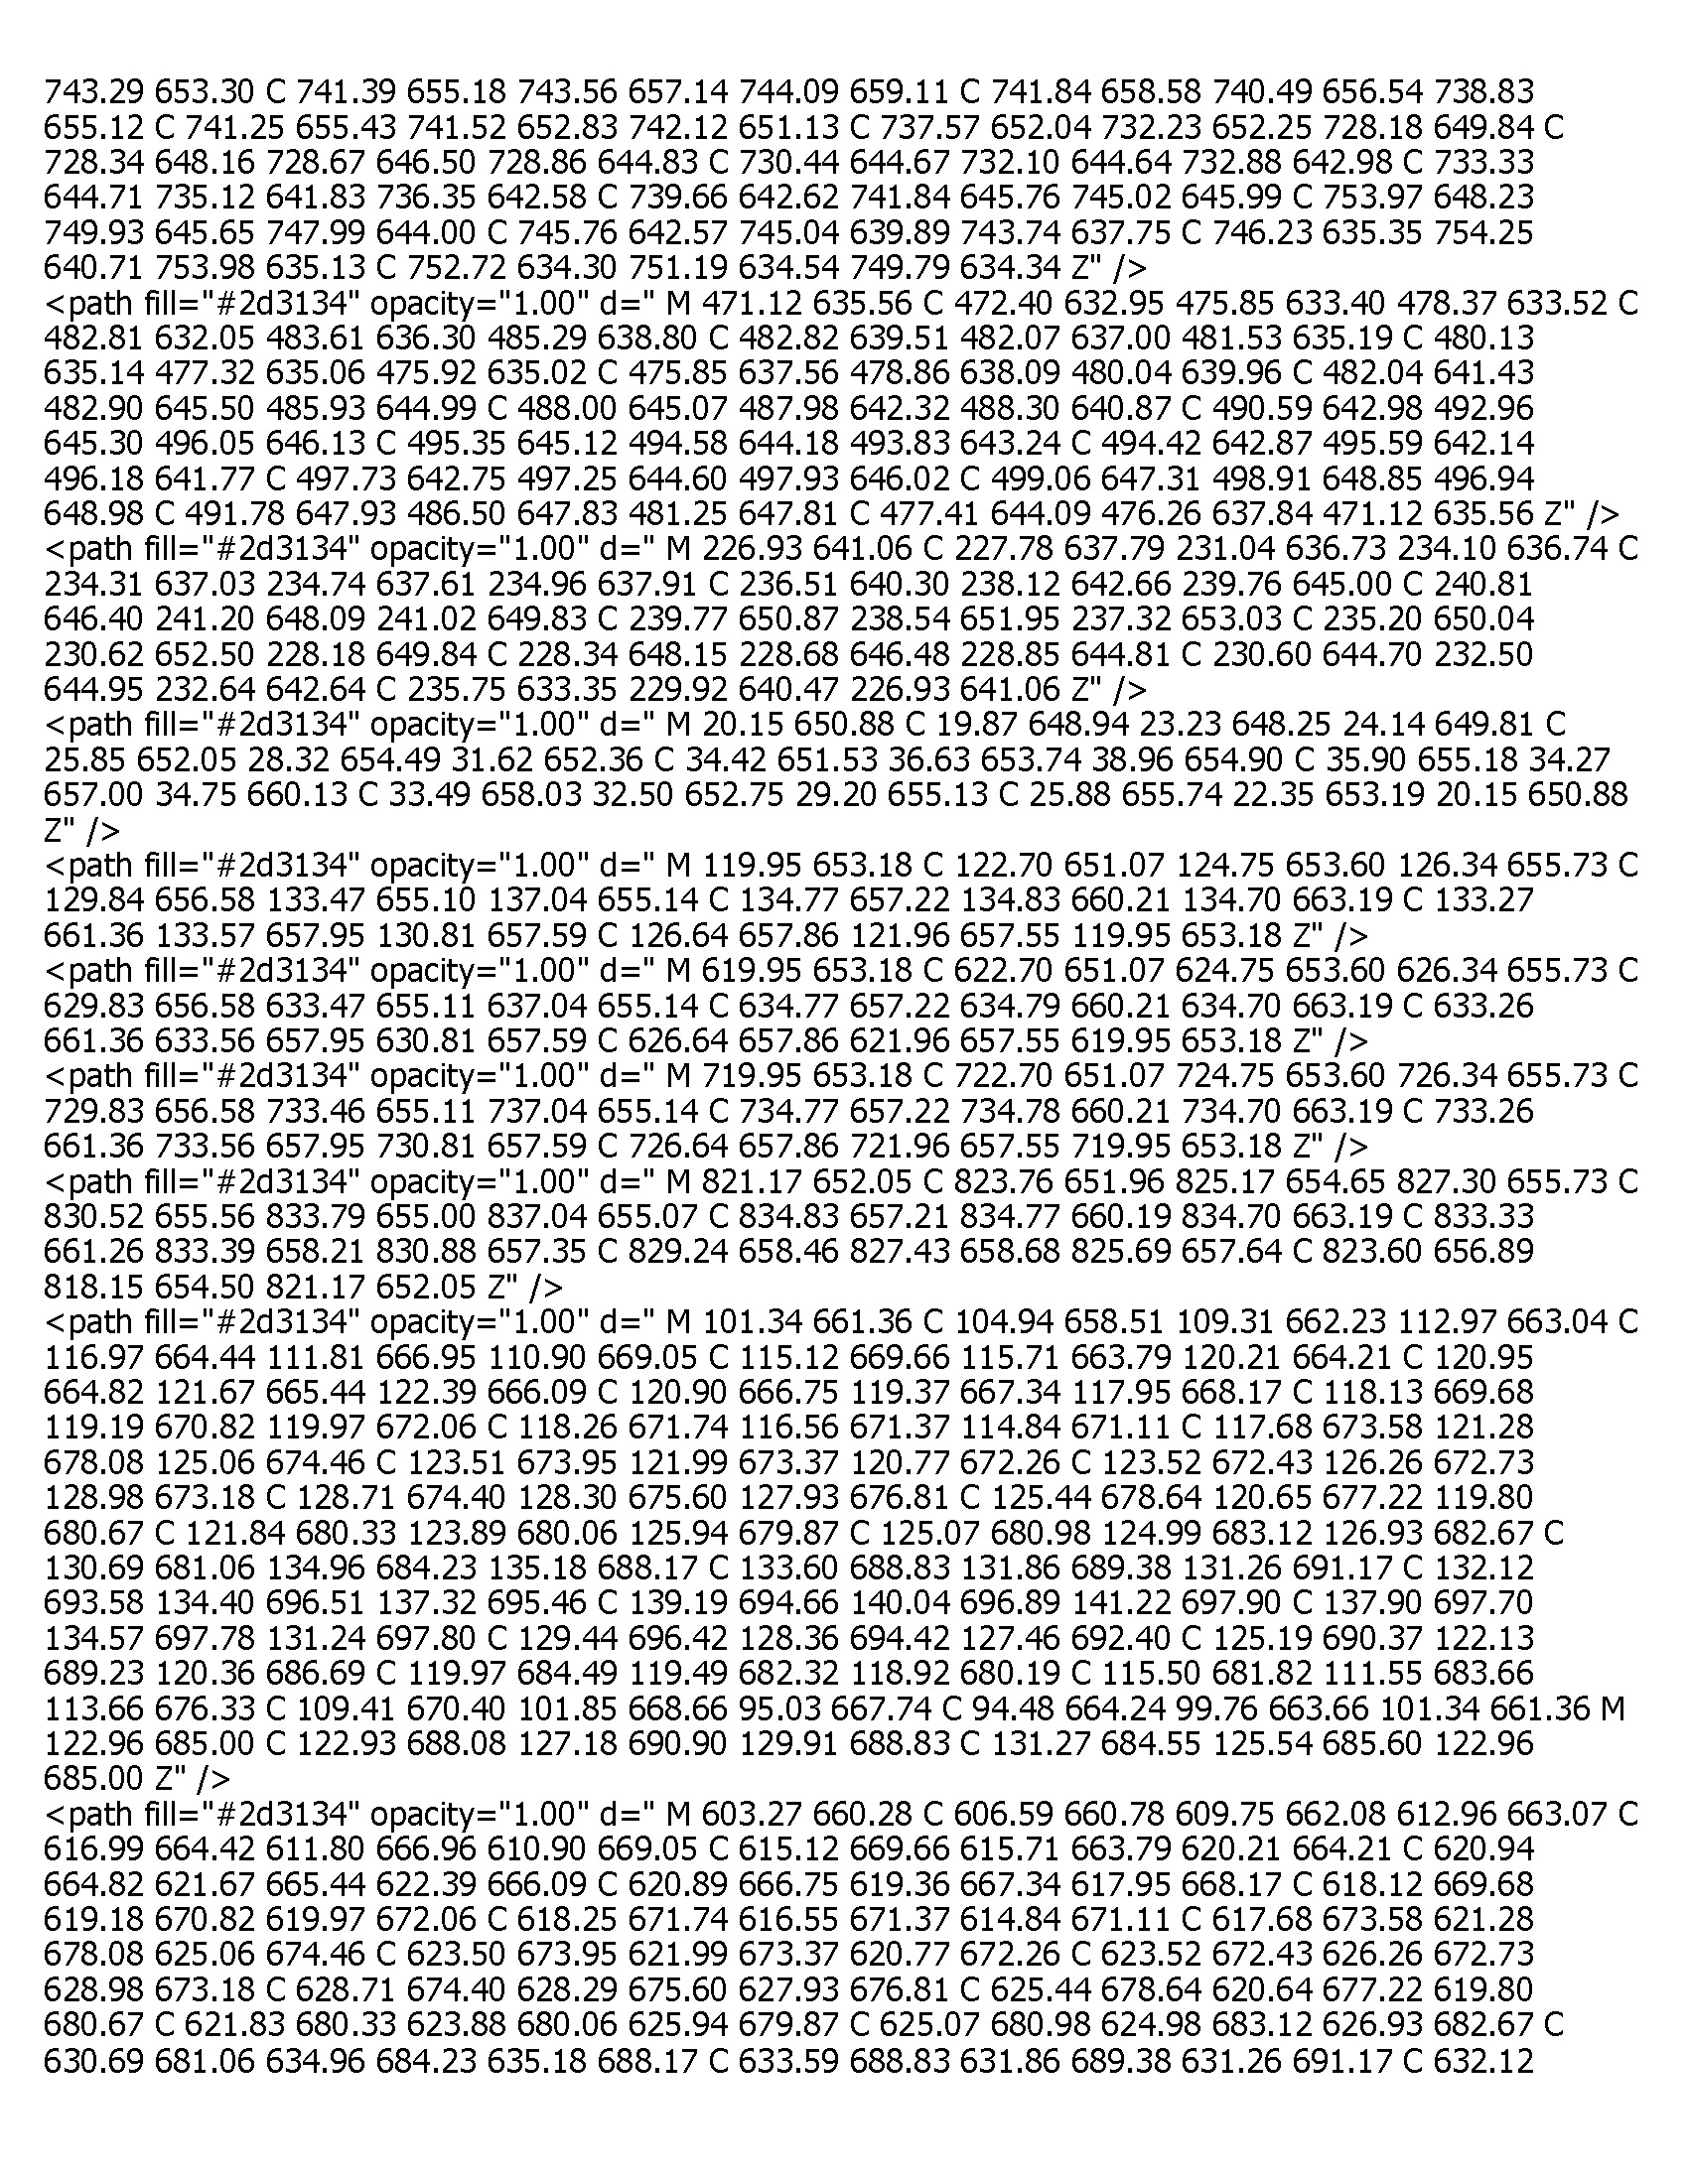 743.29 653.30 C 741.39 655.18 743.56 657.14 744.09 659.11 C 741.84 658.58 740.49 656.54 738.83
655.12 C 741.25 655.43 741.52 652.83 742.12 651.13 C 737.57 652.04 732.23 652.25 728.18 649.84 C
728.34 648.16 728.67 646.50 728.86 644.83 C 730.44 644.67 732.10 644.64 732.88 642.98 C 733.33
644.71 735.12 641.83 736.35 642.58 C 739.66 642.62 741.84 645.76 745.02 645.99 C 753.97 648.23
749.93 645.65 747.99 644.00 C 745.76 642.57 745.04 639.89 743.74 637.75 C 746.23 635.35 754.25
640.71 753.98 635.13 C 752.72 634.30 751.19 634.54 749.79 634.34 Z" />
<path fill="#2d3134" opacity="1.00" d=" M 471.12 635.56 C 472.40 632.95 475.85 633.40 478.37 633.52 C
482.81 632.05 483.61 636.30 485.29 638.80 C 482.82 639.51 482.07 637.00 481.53 635.19 C 480.13
635.14 477.32 635.06 475.92 635.02 C 475.85 637.56 478.86 638.09 480.04 639.96 C 482.04 641.43
482.90 645.50 485.93 644.99 C 488.00 645.07 487.98 642.32 488.30 640.87 C 490.59 642.98 492.96
645.30 496.05 646.13 C 495.35 645.12 494.58 644.18 493.83 643.24 C 494.42 642.87 495.59 642.14
496.18 641.77 C 497.73 642.75 497.25 644.60 497.93 646.02 C 499.06 647.31 498.91 648.85 496.94
648.98 C 491.78 647.93 486.50 647.83 481.25 647.81 C 477.41 644.09 476.26 637.84 471.12 635.56 Z" />
<path fill="#2d3134" opacity="1.00" d=" M 226.93 641.06 C 227.78 637.79 231.04 636.73 234.10 636.74 C
234.31 637.03 234.74 637.61 234.96 637.91 C 236.51 640.30 238.12 642.66 239.76 645.00 C 240.81
646.40 241.20 648.09 241.02 649.83 C 239.77 650.87 238.54 651.95 237.32 653.03 C 235.20 650.04
230.62 652.50 228.18 649.84 C 228.34 648.15 228.68 646.48 228.85 644.81 C 230.60 644.70 232.50
644.95 232.64 642.64 C 235.75 633.35 229.92 640.47 226.93 641.06 Z" />
<path fill="#2d3134" opacity="1.00" d=" M 20.15 650.88 C 19.87 648.94 23.23 648.25 24.14 649.81 C
25.85 652.05 28.32 654.49 31.62 652.36 C 34.42 651.53 36.63 653.74 38.96 654.90 C 35.90 655.18 34.27
657.00 34.75 660.13 C 33.49 658.03 32.50 652.75 29.20 655.13 C 25.88 655.74 22.35 653.19 20.15 650.88
Z" />
<path fill="#2d3134" opacity="1.00" d=" M 119.95 653.18 C 122.70 651.07 124.75 653.60 126.34 655.73 C
129.84 656.58 133.47 655.10 137.04 655.14 C 134.77 657.22 134.83 660.21 134.70 663.19 C 133.27
661.36 133.57 657.95 130.81 657.59 C 126.64 657.86 121.96 657.55 119.95 653.18 Z" />
<path fill="#2d3134" opacity="1.00" d=" M 619.95 653.18 C 622.70 651.07 624.75 653.60 626.34 655.73 C
629.83 656.58 633.47 655.11 637.04 655.14 C 634.77 657.22 634.79 660.21 634.70 663.19 C 633.26
661.36 633.56 657.95 630.81 657.59 C 626.64 657.86 621.96 657.55 619.95 653.18 Z" />
<path fill="#2d3134" opacity="1.00" d=" M 719.95 653.18 C 722.70 651.07 724.75 653.60 726.34 655.73 C
729.83 656.58 733.46 655.11 737.04 655.14 C 734.77 657.22 734.78 660.21 734.70 663.19 C 733.26
661.36 733.56 657.95 730.81 657.59 C 726.64 657.86 721.96 657.55 719.95 653.18 Z" />
<path fill="#2d3134" opacity="1.00" d=" M 821.17 652.05 C 823.76 651.96 825.17 654.65 827.30 655.73 C
830.52 655.56 833.79 655.00 837.04 655.07 C 834.83 657.21 834.77 660.19 834.70 663.19 C 833.33
661.26 833.39 658.21 830.88 657.35 C 829.24 658.46 827.43 658.68 825.69 657.64 C 823.60 656.89
818.15 654.50 821.17 652.05 Z" />
<path fill="#2d3134" opacity="1.00" d=" M 101.34 661.36 C 104.94 658.51 109.31 662.23 112.97 663.04 C
116.97 664.44 111.81 666.95 110.90 669.05 C 115.12 669.66 115.71 663.79 120.21 664.21 C 120.95
664.82 121.67 665.44 122.39 666.09 C 120.90 666.75 119.37 667.34 117.95 668.17 C 118.13 669.68
119.19 670.82 119.97 672.06 C 118.26 671.74 116.56 671.37 114.84 671.11 C 117.68 673.58 121.28
678.08 125.06 674.46 C 123.51 673.95 121.99 673.37 120.77 672.26 C 123.52 672.43 126.26 672.73
128.98 673.18 C 128.71 674.40 128.30 675.60 127.93 676.81 C 125.44 678.64 120.65 677.22 119.80
680.67 C 121.84 680.33 123.89 680.06 125.94 679.87 C 125.07 680.98 124.99 683.12 126.93 682.67 C
130.69 681.06 134.96 684.23 135.18 688.17 C 133.60 688.83 131.86 689.38 131.26 691.17 C 132.12
693.58 134.40 696.51 137.32 695.46 C 139.19 694.66 140.04 696.89 141.22 697.90 C 137.90 697.70
134.57 697.78 131.24 697.80 C 129.44 696.42 128.36 694.42 127.46 692.40 C 125.19 690.37 122.13
689.23 120.36 686.69 C 119.97 684.49 119.49 682.32 118.92 680.19 C 115.50 681.82 111.55 683.66
113.66 676.33 C 109.41 670.40 101.85 668.66 95.03 667.74 C 94.48 664.24 99.76 663.66 101.34 661.36 M
122.96 685.00 C 122.93 688.08 127.18 690.90 129.91 688.83 C 131.27 684.55 125.54 685.60 122.96
685.00 Z" />
<path fill="#2d3134" opacity="1.00" d=" M 603.27 660.28 C 606.59 660.78 609.75 662.08 612.96 663.07 C
616.99 664.42 611.80 666.96 610.90 669.05 C 615.12 669.66 615.71 663.79 620.21 664.21 C 620.94
664.82 621.67 665.44 622.39 666.09 C 620.89 666.75 619.36 667.34 617.95 668.17 C 618.12 669.68
619.18 670.82 619.97 672.06 C 618.25 671.74 616.55 671.37 614.84 671.11 C 617.68 673.58 621.28
678.08 625.06 674.46 C 623.50 673.95 621.99 673.37 620.77 672.26 C 623.52 672.43 626.26 672.73
628.98 673.18 C 628.71 674.40 628.29 675.60 627.93 676.81 C 625.44 678.64 620.64 677.22 619.80
680.67 C 621.83 680.33 623.88 680.06 625.94 679.87 C 625.07 680.98 624.98 683.12 626.93 682.67 C
630.69 681.06 634.96 684.23 635.18 688.17 C 633.59 688.83 631.86 689.38 631.26 691.17 C 632.12